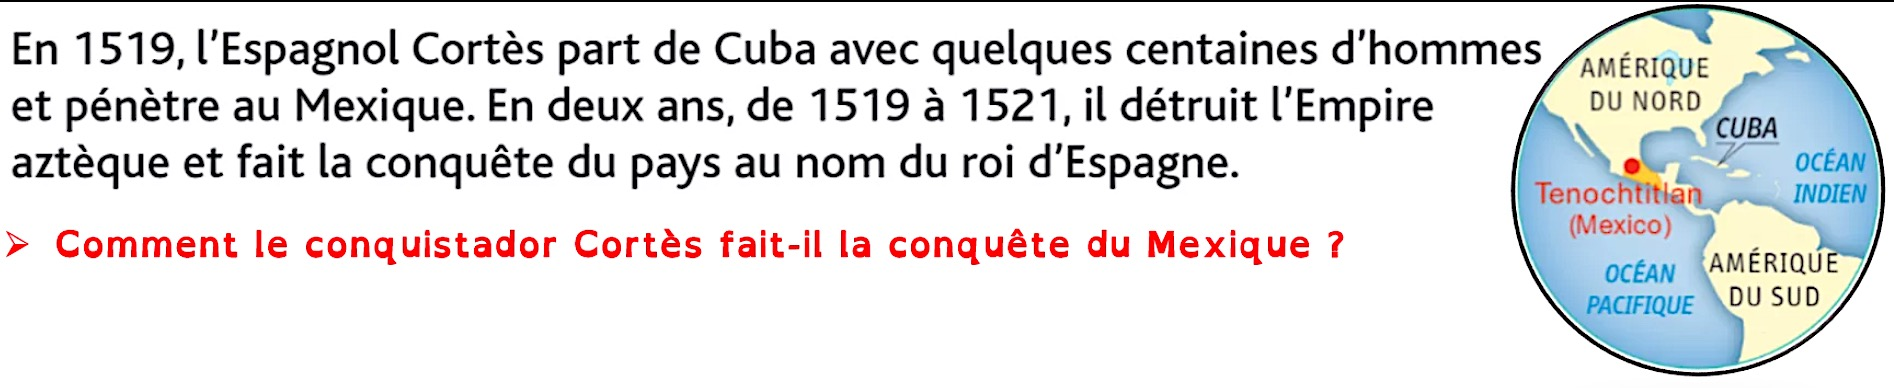 En 1519, l'Espagnol Cortès part de Cuba avec quelques centaines d'hommes
et pénètre au Mexique. En deux ans, de 1519 à 1521, il détruit l'Empire
aztèque et fait la conquête du pays au nom du roi d'Espagne.
➢ Comment le conquistador Cortès fait-il la conquête du Mexique ?
AMÉRIQUE
DU NORD
CUBA
OCÉAN
INDIEN
Tenochtitlan
(Mexico)
OCÉAN
PACIFIQUE
AMÉRIQUE
DU SUD